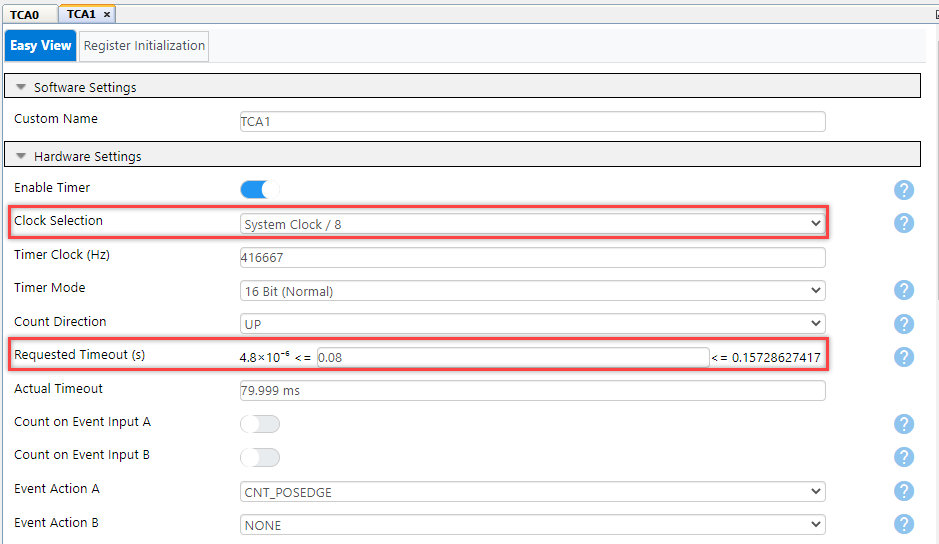 TCA0 TCA1 ×
Easy View Register Initialization
Software Settings
Custom Name TCA1
Hardware Settings
Enable Timer ?
Clock Selection System Clock / 8 ?
Timer Clock (Hz) 416667
Timer Mode 16 Bit (Normal) ?
Count Direction UP ?
Requested Timeout (s) 4.8×10⁻⁶ <= 0.08 <= 0.15728627417 ?
Actual Timeout 79.999 ms
Count on Event Input A ?
Count on Event Input B ?
Event Action A CNT_POSEDGE ?
Event Action B NONE ?